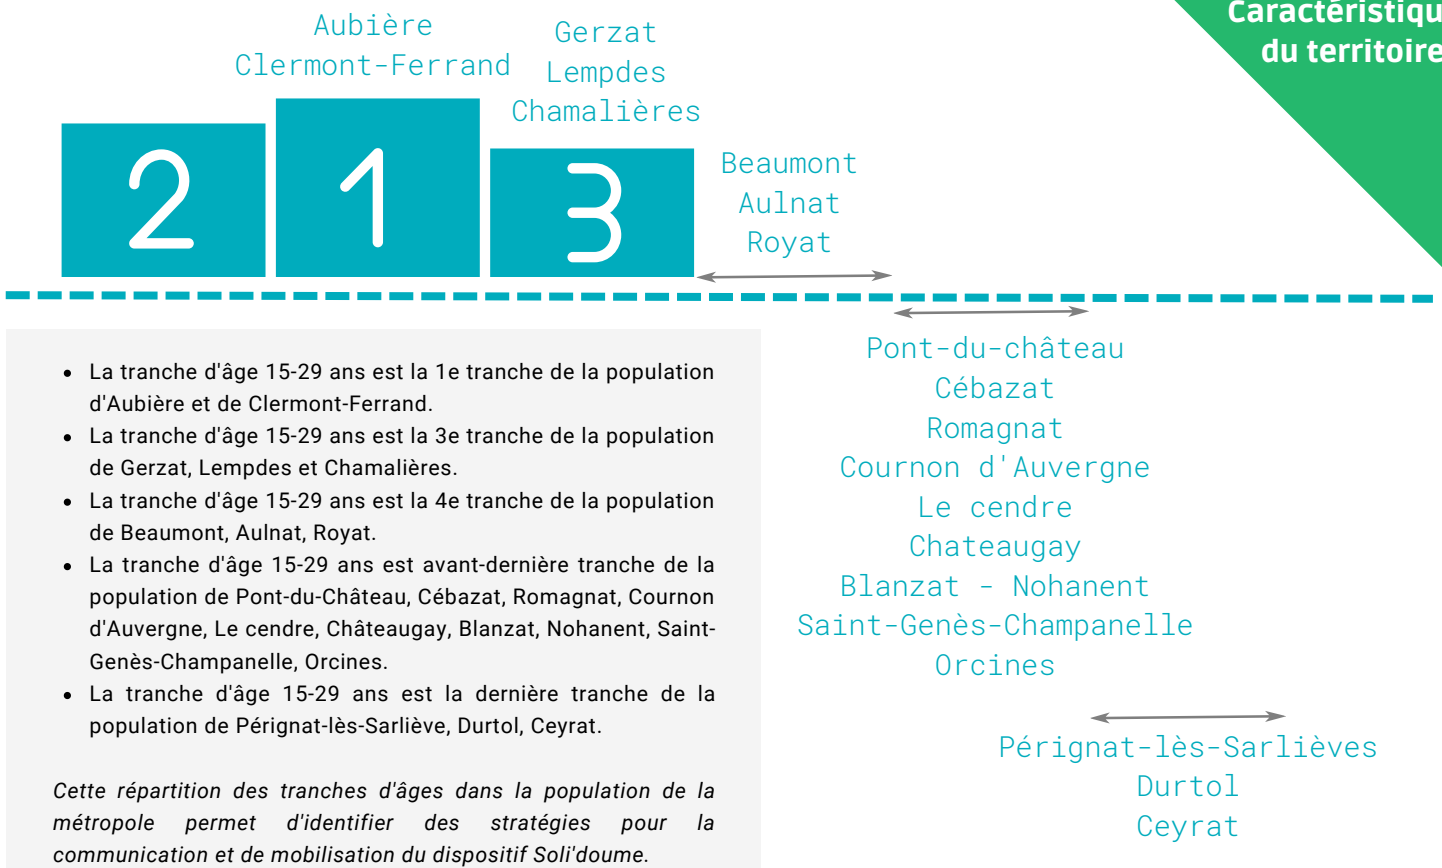 Caractéristiqu
du territoire
Aubière
Clermont-Ferrand
Gerzat
Lempdes
Chamalières
2
1
3
Beaumont
Aulnat
Royat
• La tranche d'âge 15-29 ans est la 1e tranche de la population
d'Aubière et de Clermont-Ferrand.
• La tranche d'âge 15-29 ans est la 3e tranche de la population
de Gerzat, Lempdes et Chamalières.
• La tranche d'âge 15-29 ans est la 4e tranche de la population
de Beaumont, Aulnat, Royat.
• La tranche d'âge 15-29 ans est avant-dernière tranche de la
population de Pont-du-Château, Cébazat, Romagnat, Cournon
d'Auvergne, Le cendre, Châteaugay, Blanzat, Nohanent, Saint-
Genès-Champanelle, Orcines.
• La tranche d'âge 15-29 ans est la dernière tranche de la
population de Pérignat-lès-Sarliève, Durtol, Ceyrat.
Cette répartition des tranches d'âges dans la population de la
métropole permet d'identifier des stratégies pour la
communication et de mobilisation du dispositif Soli'doume.
Pont-du-château
Cébazat
Romagnat
Cournon d'Auvergne
Le cendre
Chateaugay
Blanzat - Nohanent
Saint-Genès-Champanelle
Orcines
Pérignat-lès-Sarlièves
Durtol
Ceyrat